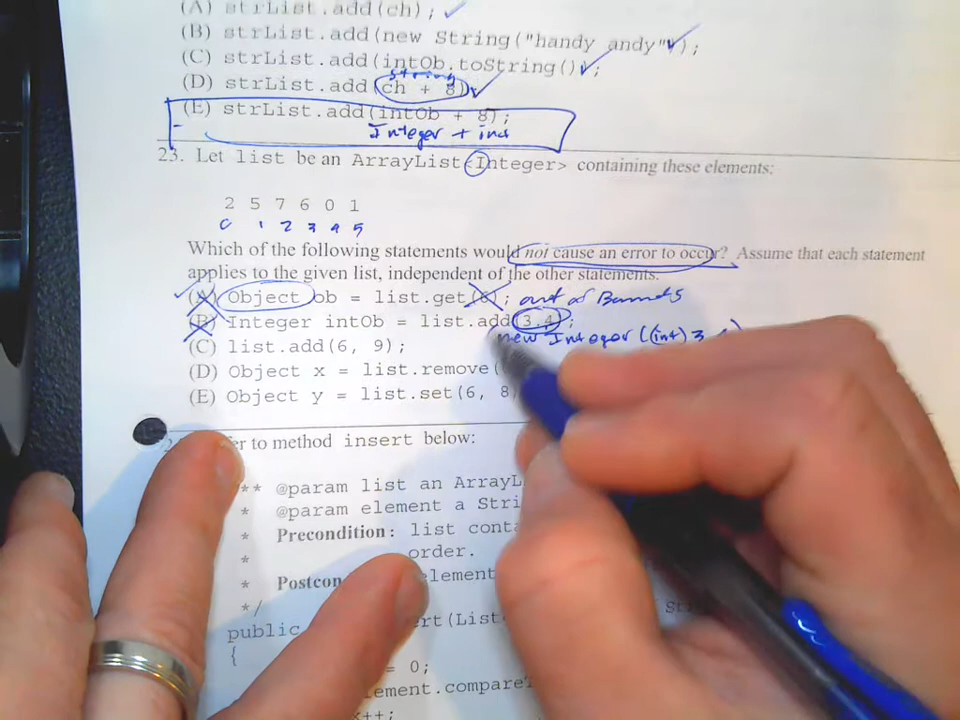 (A) strList.add(ch); ✓
(B) strList.add(new String("handy andy")); ✓
(C) strList.add(intOb.toString()); ✓
string
(D) strList.add(ch + 8); ✓
(E) strList.add(intOb + 8);
Integer + int
23. Let list be an ArrayList<Integer> containing these elements:
2 5 7 6 0 1
0 1 2 3 4 5
Which of the following statements would not cause an error to occur? Assume that each statement
applies to the given list, independent of the other statements.
(A) Object ob = list.get(6); out of Bounds
(B) Integer intOb = list.add(3.4);
new Integer ((int) 3
(C) list.add(6, 9);
(D) Object x = list.remove(
(E) Object y = list.set(6, 8)
er to method insert below:
** @param list an ArrayL
* @param element a Stri
* Precondition: list conta
* order.
* Postcon element
*/
public ert(List
{
= 0;
ement.compareT
x++;